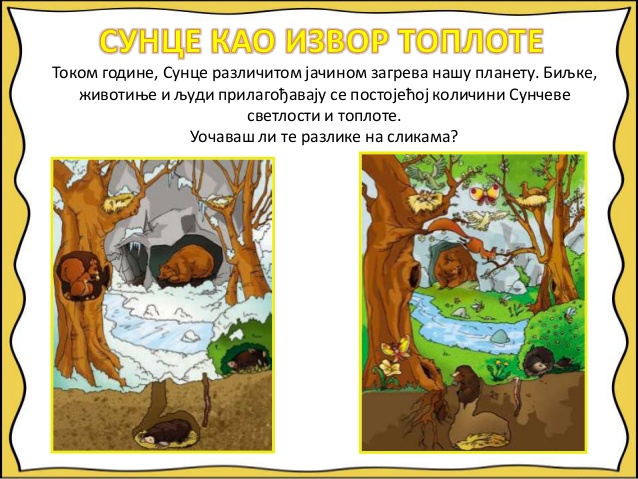 СУНЦЕ КАО ИЗВОР ТОПЛОТЕ
Током године, Сунце различитом јачином загрева нашу планету. Биљке,
животиње и људи прилагођавају се постојећој количини Сунчеве
светлости и топлоте.
Уочаваш ли те разлике на сликама?